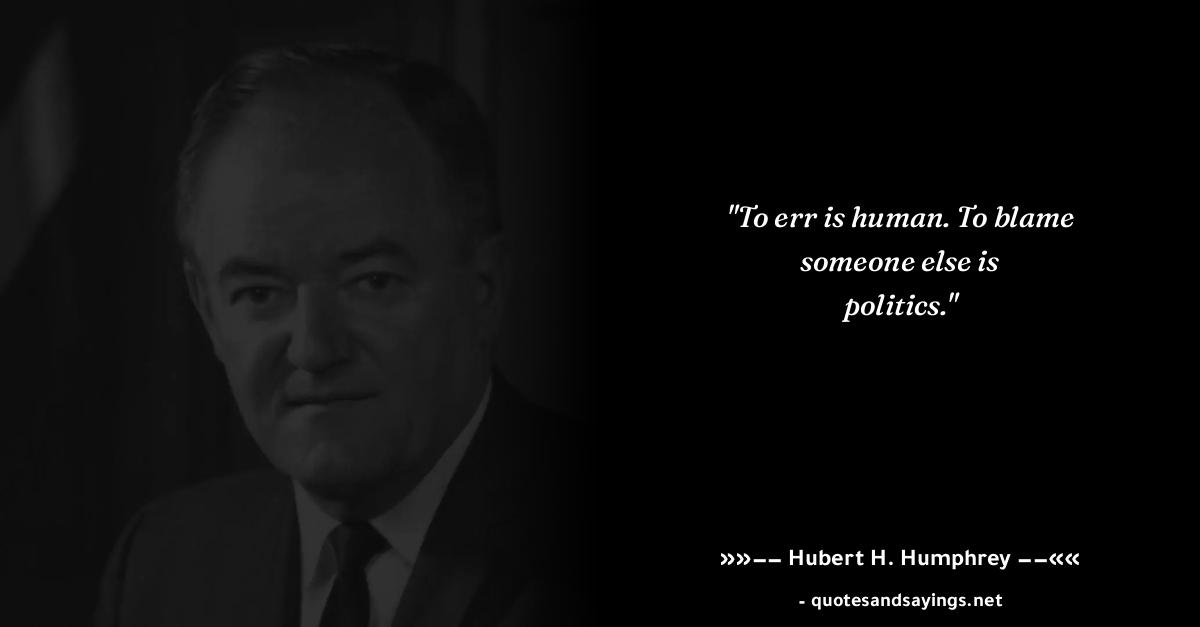 "To err is human. To blame
someone else is
politics."
»»−− Hubert H. Humphrey −−««
- quotesandsayings.net